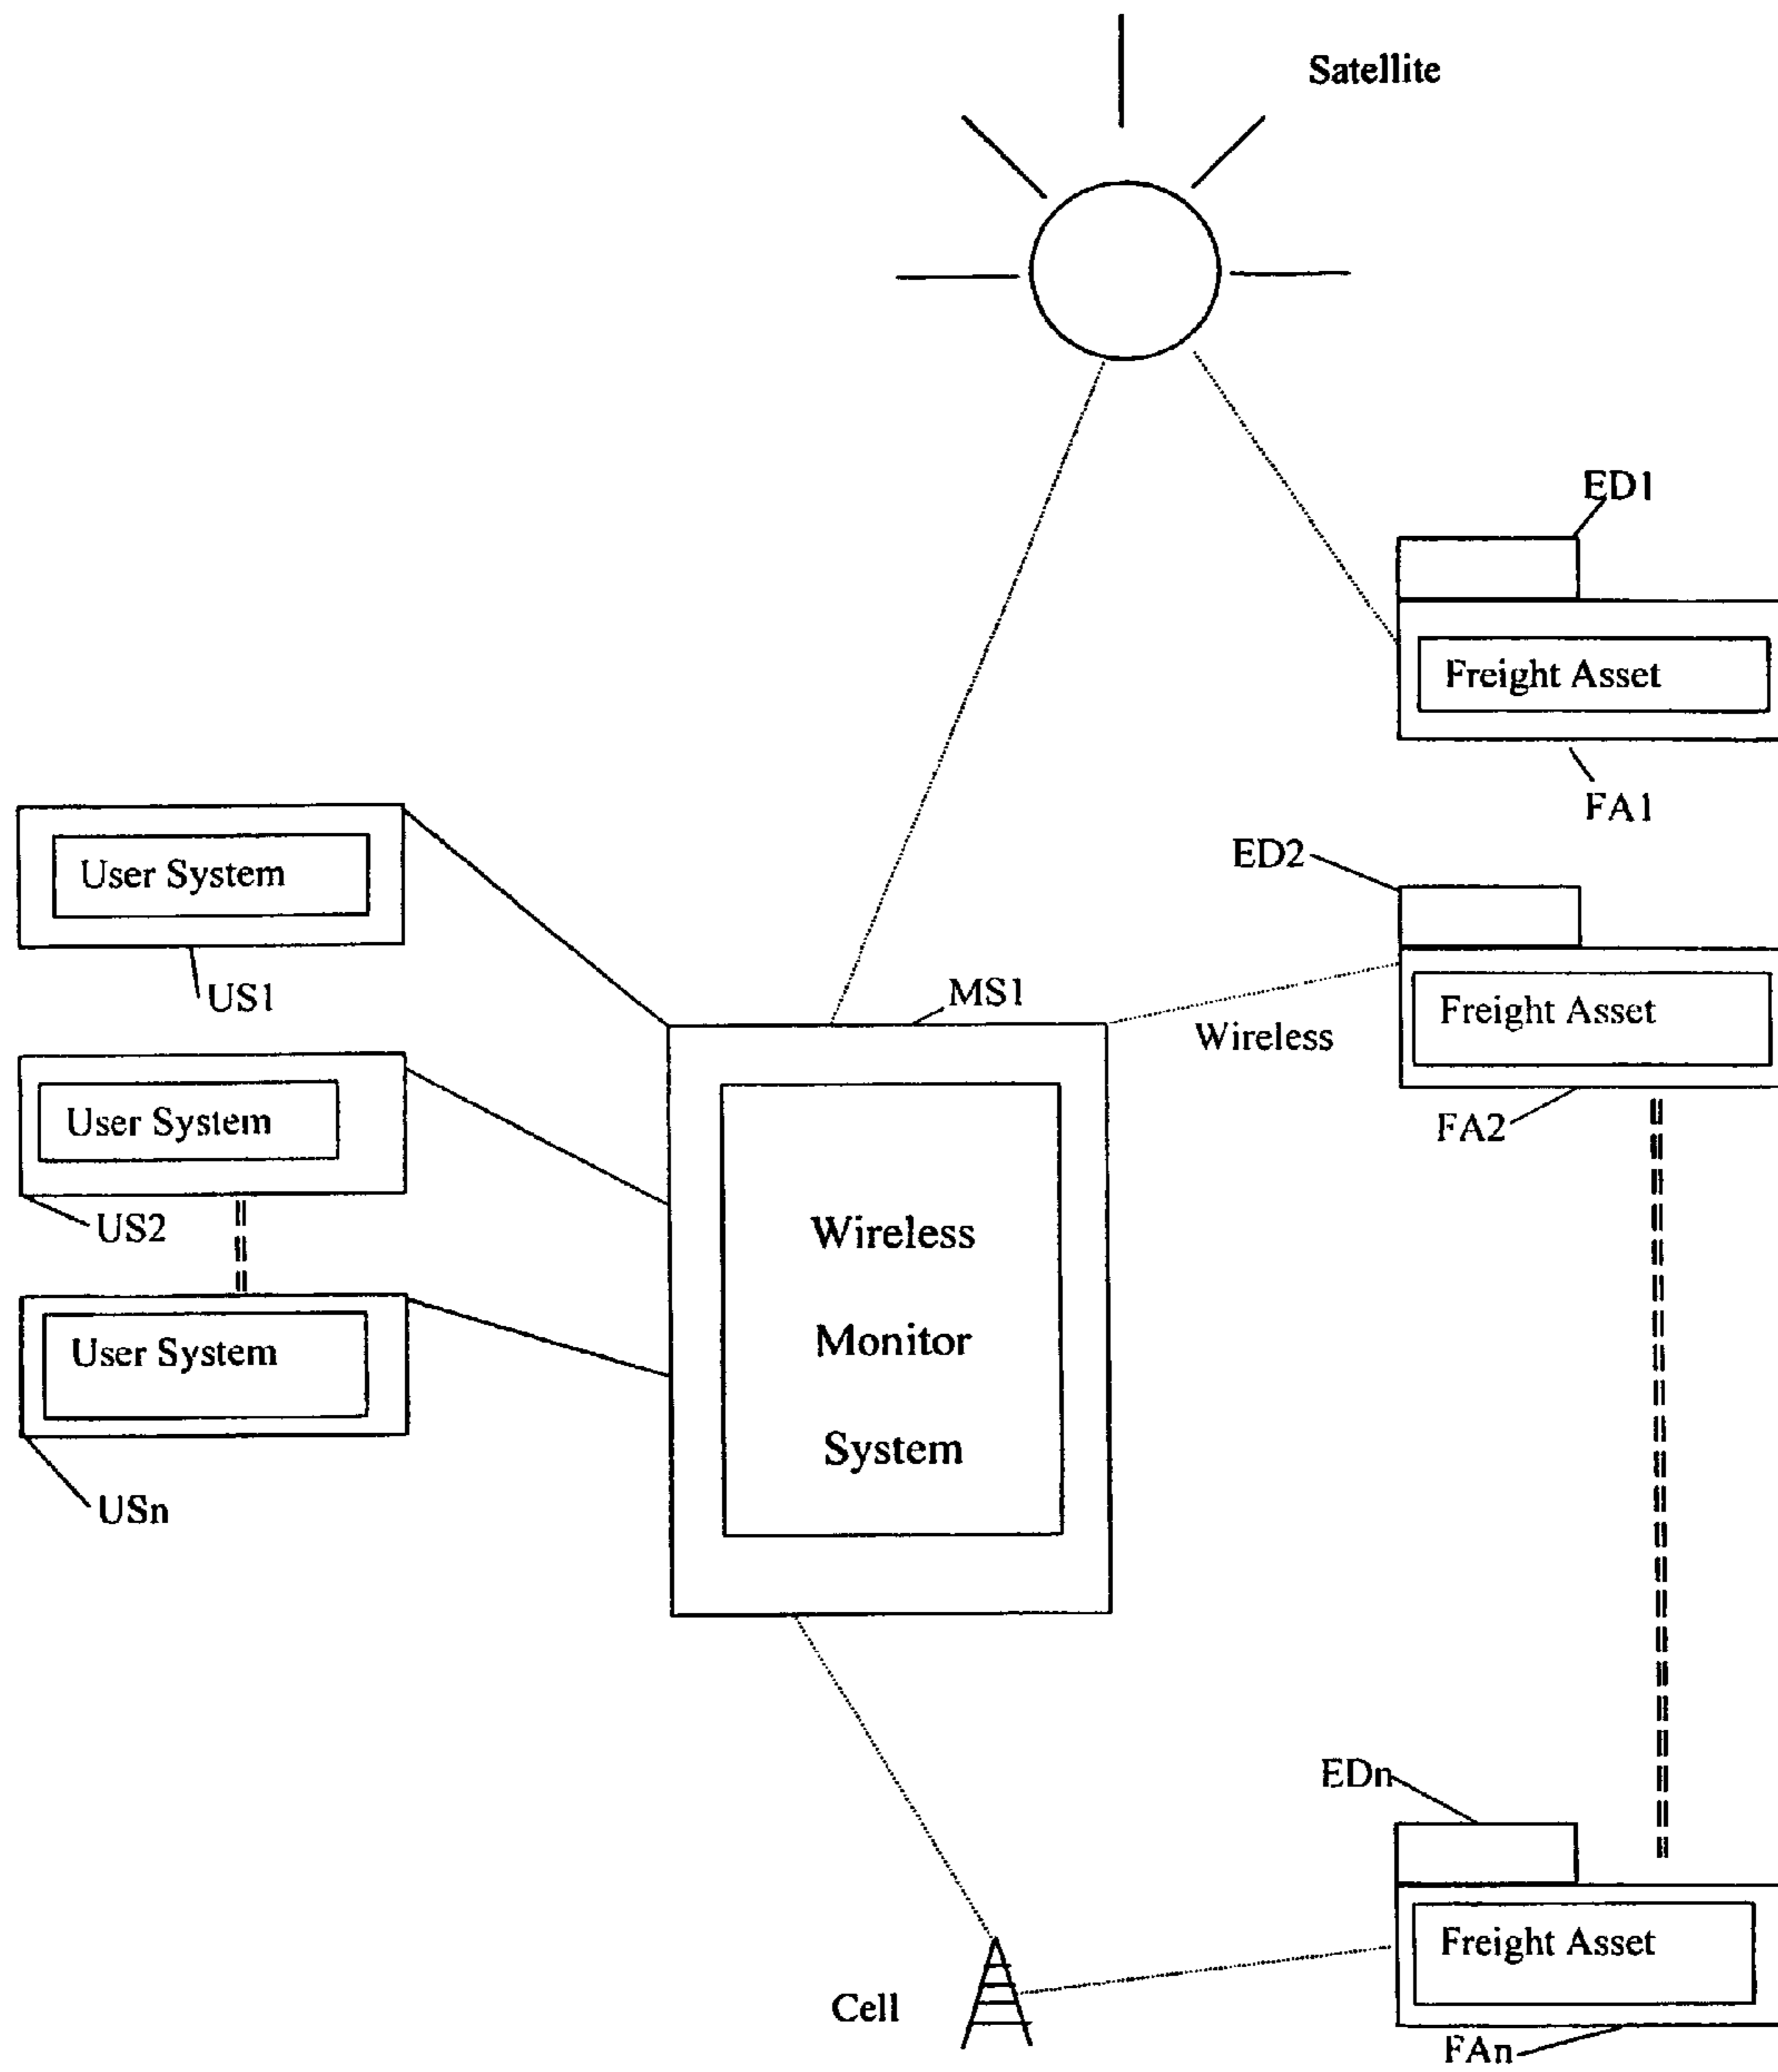 Satellite
ED1
Freight Asset
FA1
ED2
User System
US1
MS1
Freight Asset
Wireless
User System
FA2
US2
Wireless
Monitor
System
User System
USn
EDn
Freight Asset
Cell
FAn